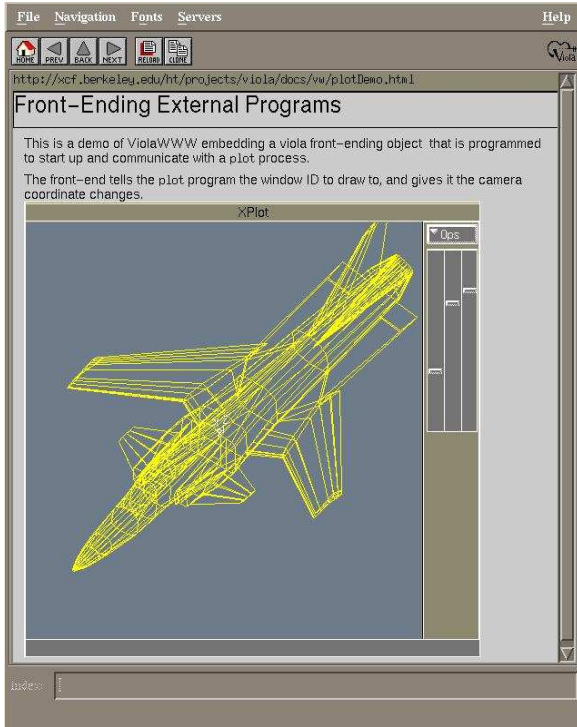 File Navigation Fonts Servers Help
HOME PREV BACK NEXT RELOAD CLONE Viola
http://xcf.berkeley.edu/ht/projects/viola/docs/vw/plotDemo.html
Front-Ending External Programs
This is a demo of ViolaWWW embedding a viola front-ending object that is programmed
to start up and communicate with a plot process.
The front-end tells the plot program the window ID to draw to, and gives it the camera
coordinate changes.
XPlot
Ops
Index: